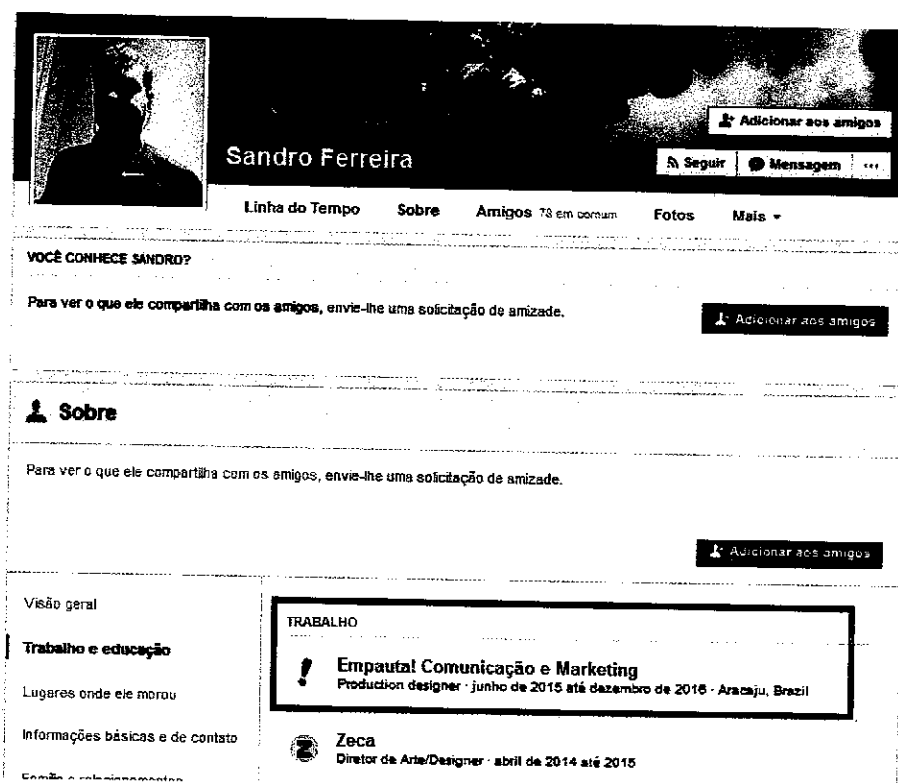 Adicionar aos amigos
Sandro Ferreira
Seguir
Mensagem
...
Linha do Tempo
Sobre
Amigos 78 em comum
Fotos
Mais
VOCÊ CONHECE SANDRO?
Para ver o que ele compartilha com os amigos, envie-lhe uma solicitação de amizade.
Adicionar aos amigos
Sobre
Para ver o que ele compartilha com os amigos, envie-lhe uma solicitação de amizade.
Adicionar aos amigos
Visão geral
Trabalho e educação
Lugares onde ele morou
Informações básicas e de contato
Família e relacionamentos
TRABALHO
Empauta! Comunicação e Marketing
Production designer · junho de 2015 até dezembro de 2016 · Aracaju, Brazil
Zeca
Diretor de Arte/Designer · abril de 2014 até 2015